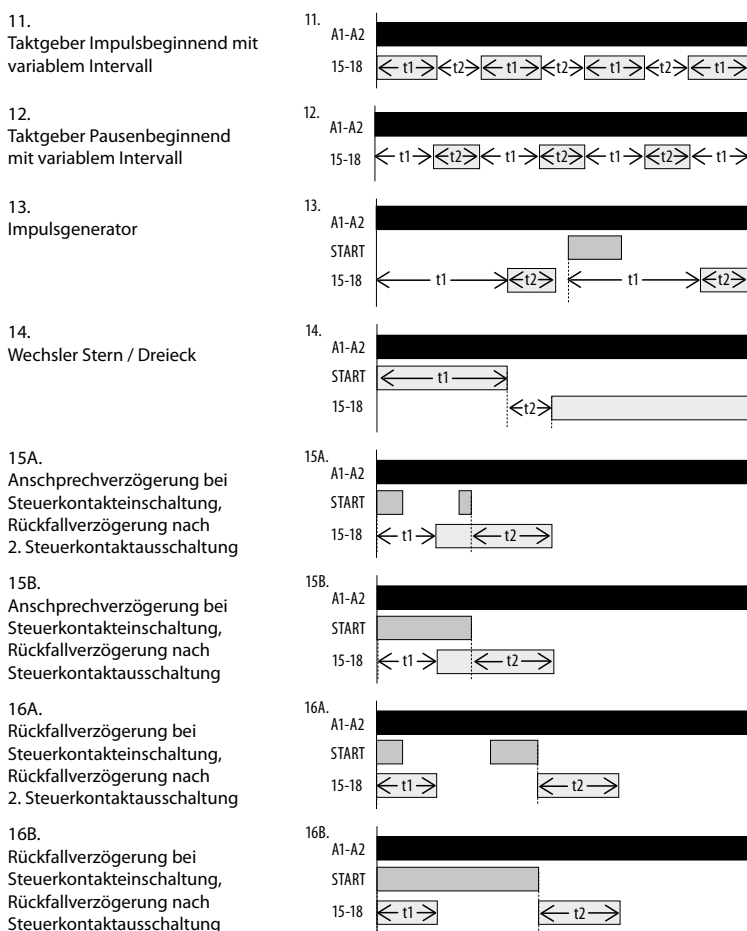 11.
Taktgeber Impulsbeginnend mit
variablem Intervall
11.
A1-A2
15-18
t1 t2 t1 t2 t1 t2 t1
12.
Taktgeber Pausenbeginnend
mit variablem Intervall
12.
A1-A2
15-18
t1 t2 t1 t2 t1 t2 t1
13.
Impulsgenerator
13.
A1-A2
START
15-18
t1 t2 t1 t2
14.
Wechsler Stern / Dreieck
14.
A1-A2
START
t1
15-18
t2
15A.
Anschprechverzögerung bei
Steuerkontakteinschaltung,
Rückfallverzögerung nach
2. Steuerkontaktausschaltung
15A.
A1-A2
START
15-18
t1 t2
15B.
Anschprechverzögerung bei
Steuerkontakteinschaltung,
Rückfallverzögerung nach
Steuerkontaktausschaltung
15B.
A1-A2
START
15-18
t1 t2
16A.
Rückfallverzögerung bei
Steuerkontakteinschaltung,
Rückfallverzögerung nach
2. Steuerkontaktausschaltung
16A.
A1-A2
START
15-18
t1 t2
16B.
Rückfallverzögerung bei
Steuerkontakteinschaltung,
Rückfallverzögerung nach
Steuerkontaktausschaltung
16B.
A1-A2
START
15-18
t1 t2